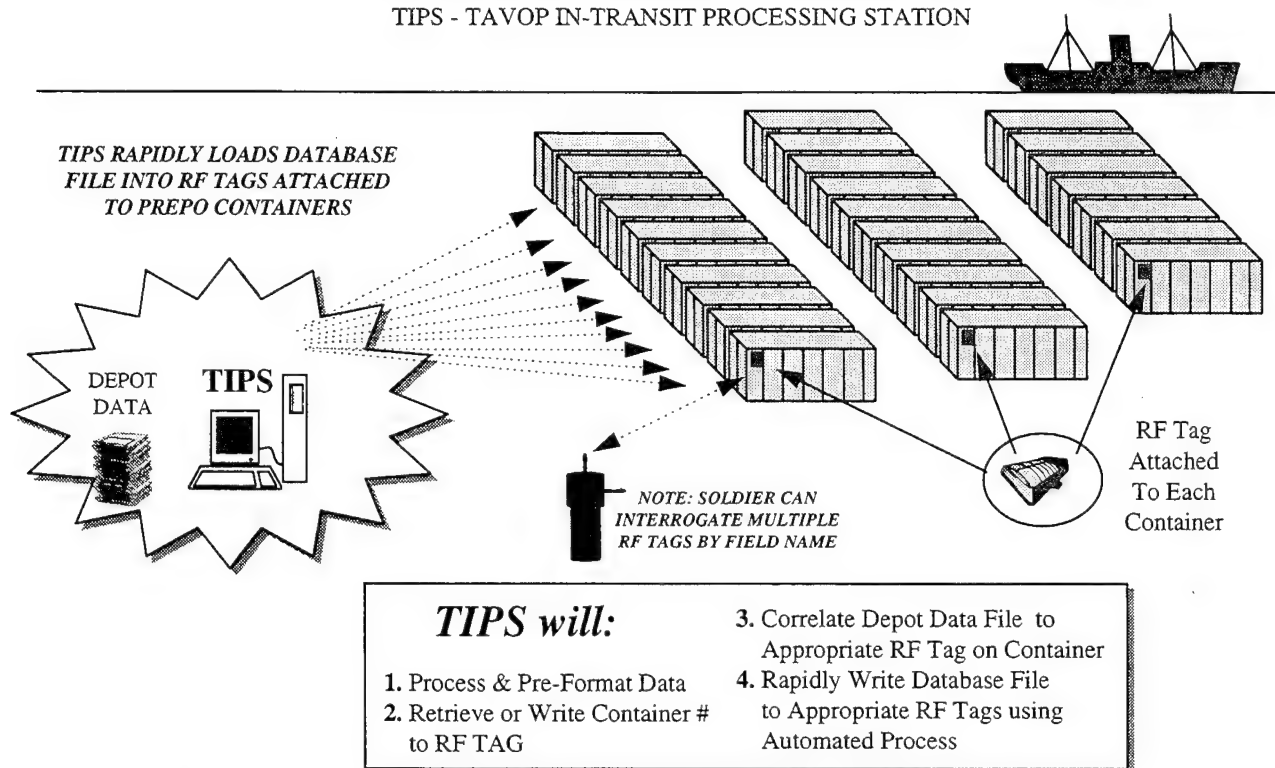 TIPS - TAVOP IN-TRANSIT PROCESSING STATION
TIPS RAPIDLY LOADS DATABASE
FILE INTO RF TAGS ATTACHED
TO PREPO CONTAINERS
DEPOT
DATA
TIPS
NOTE: SOLDIER CAN
INTERROGATE MULTIPLE
RF TAGS BY FIELD NAME
RF Tag
Attached
To Each
Container
TIPS will:
1. Process & Pre-Format Data
2. Retrieve or Write Container #
to RF TAG
3. Correlate Depot Data File to
Appropriate RF Tag on Container
4. Rapidly Write Database File
to Appropriate RF Tags using
Automated Process